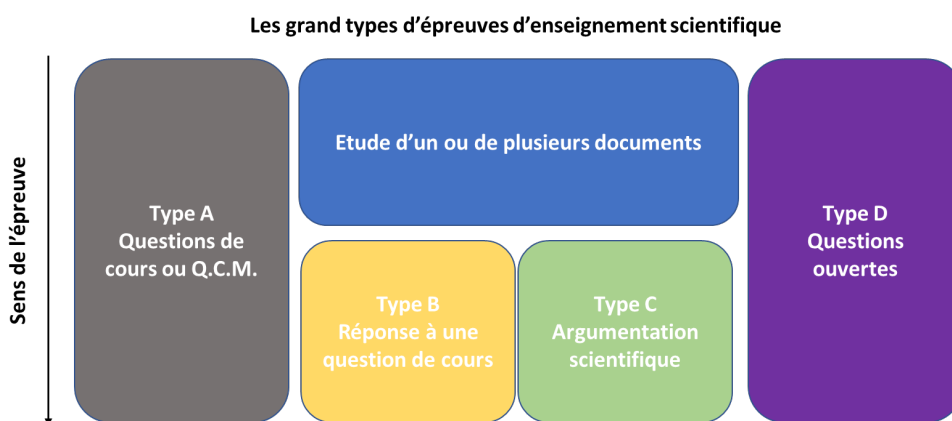 Les grand types d'épreuves d'enseignement scientifique
Sens de l'épreuve
Type A
Questions de
cours ou Q.C.M.
Etude d'un ou de plusieurs documents
Type B
Réponse à une
question de cours
Type C
Argumentation
scientifique
Type D
Questions
ouvertes